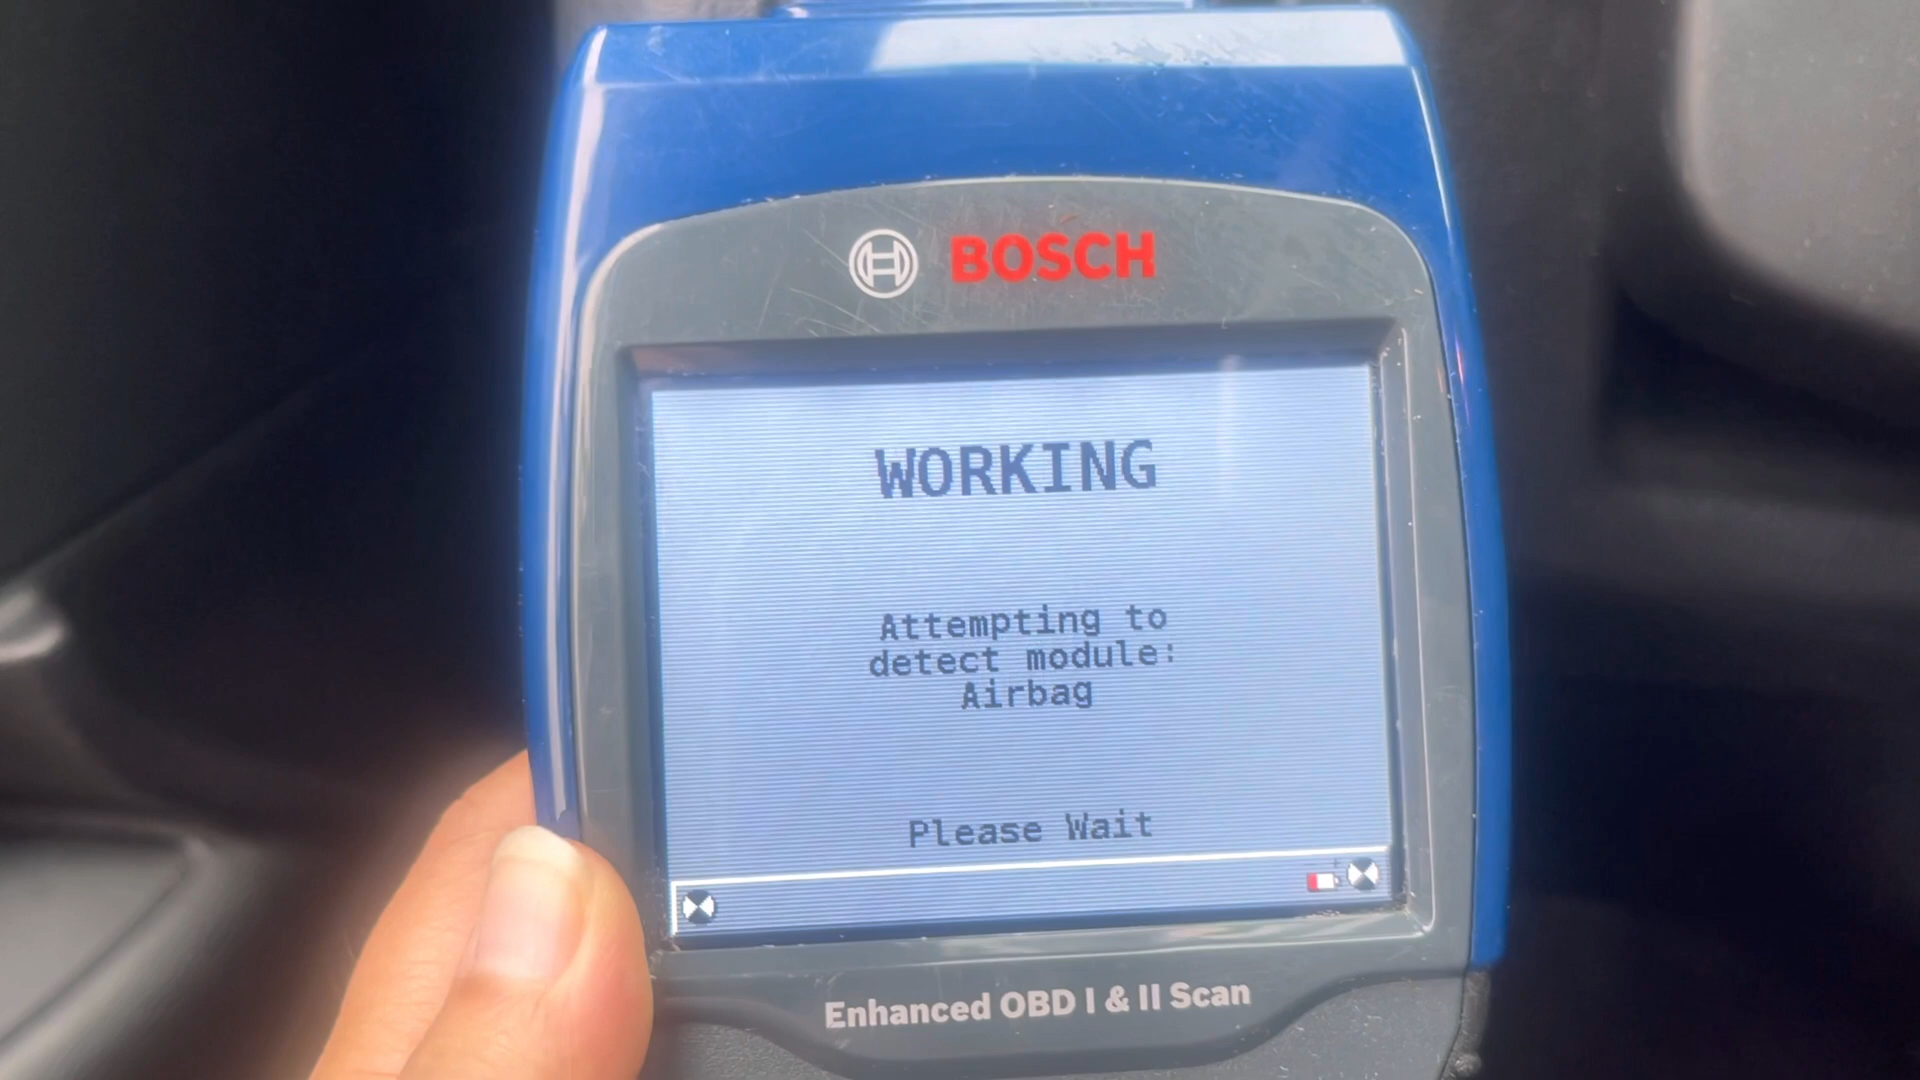 BOSCH
WORKING
Attempting to
detect module:
Airbag
Please Wait
Enhanced OBD I & II Scan